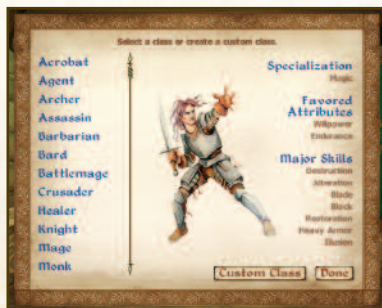 Select a class or create a custom class.
Acrobat
Agent
Archer
Assassin
Barbarian
Bard
Battlemage
Crusader
Healer
Knight
Mage
Monk
Specialization
Magic
Favored
Attributes
Willpower
Endurance
Major Skills
Destruction
Alteration
Blade
Block
Restoration
Heavy Armor
Illusion
Custom Class
Done